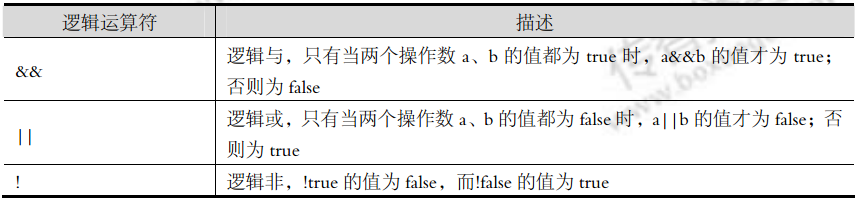 逻辑运算符 描述
&& 逻辑与，只有当两个操作数 a、b 的值都为 true 时，a&&b 的值才为 true；
否则为 false
|| 逻辑或，只有当两个操作数 a、b 的值都为 false 时，a||b 的值才为 false；否
则为 true
! 逻辑非，!true 的值为 false，而!false 的值为 true